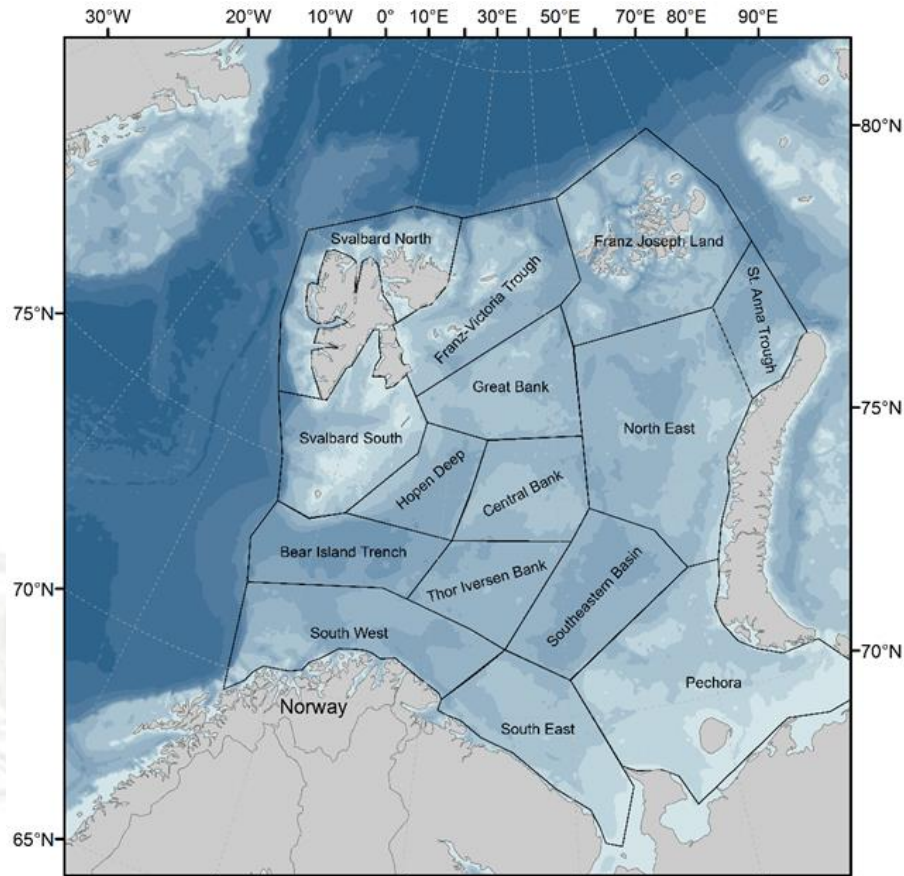 30°W 20°W 10°W 0° 10°E 30°E 50°E 70°E 80°E 90°E
80°N
75°N
75°N
70°N
70°N
65°N
Svalbard North
Franz Joseph Land
Franz-Victoria Trough
St. Anna Trough
Great Bank
North East
Svalbard South
Hopen Deep
Central Bank
Bear Island Trench
Thor Iversen Bank
Southeastern Basin
South West
Pechora
Norway
South East